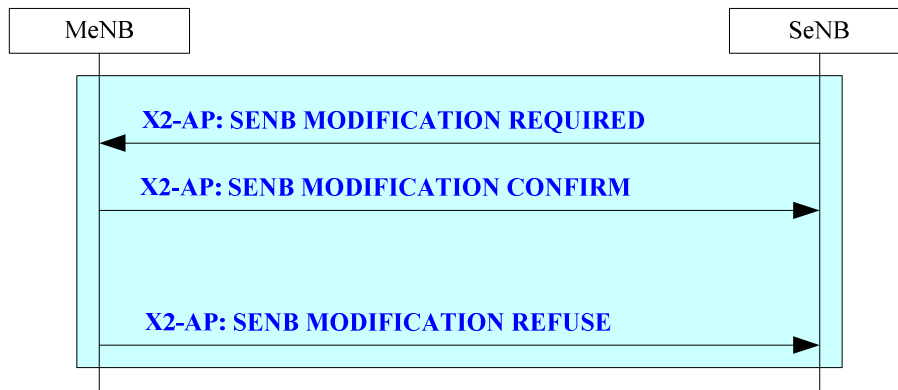 MeNB
SeNB
X2-AP: SENB MODIFICATION REQUIRED
X2-AP: SENB MODIFICATION CONFIRM
X2-AP: SENB MODIFICATION REFUSE